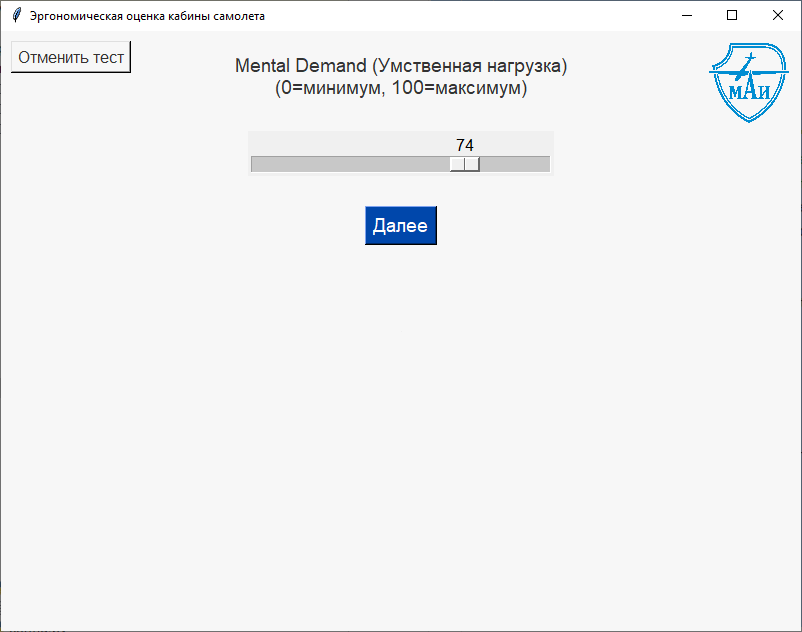 Эргономическая оценка кабины самолета
Отменить тест
Mental Demand (Умственная нагрузка)
(0=минимум, 100=максимум)
МАИ
74
Далее